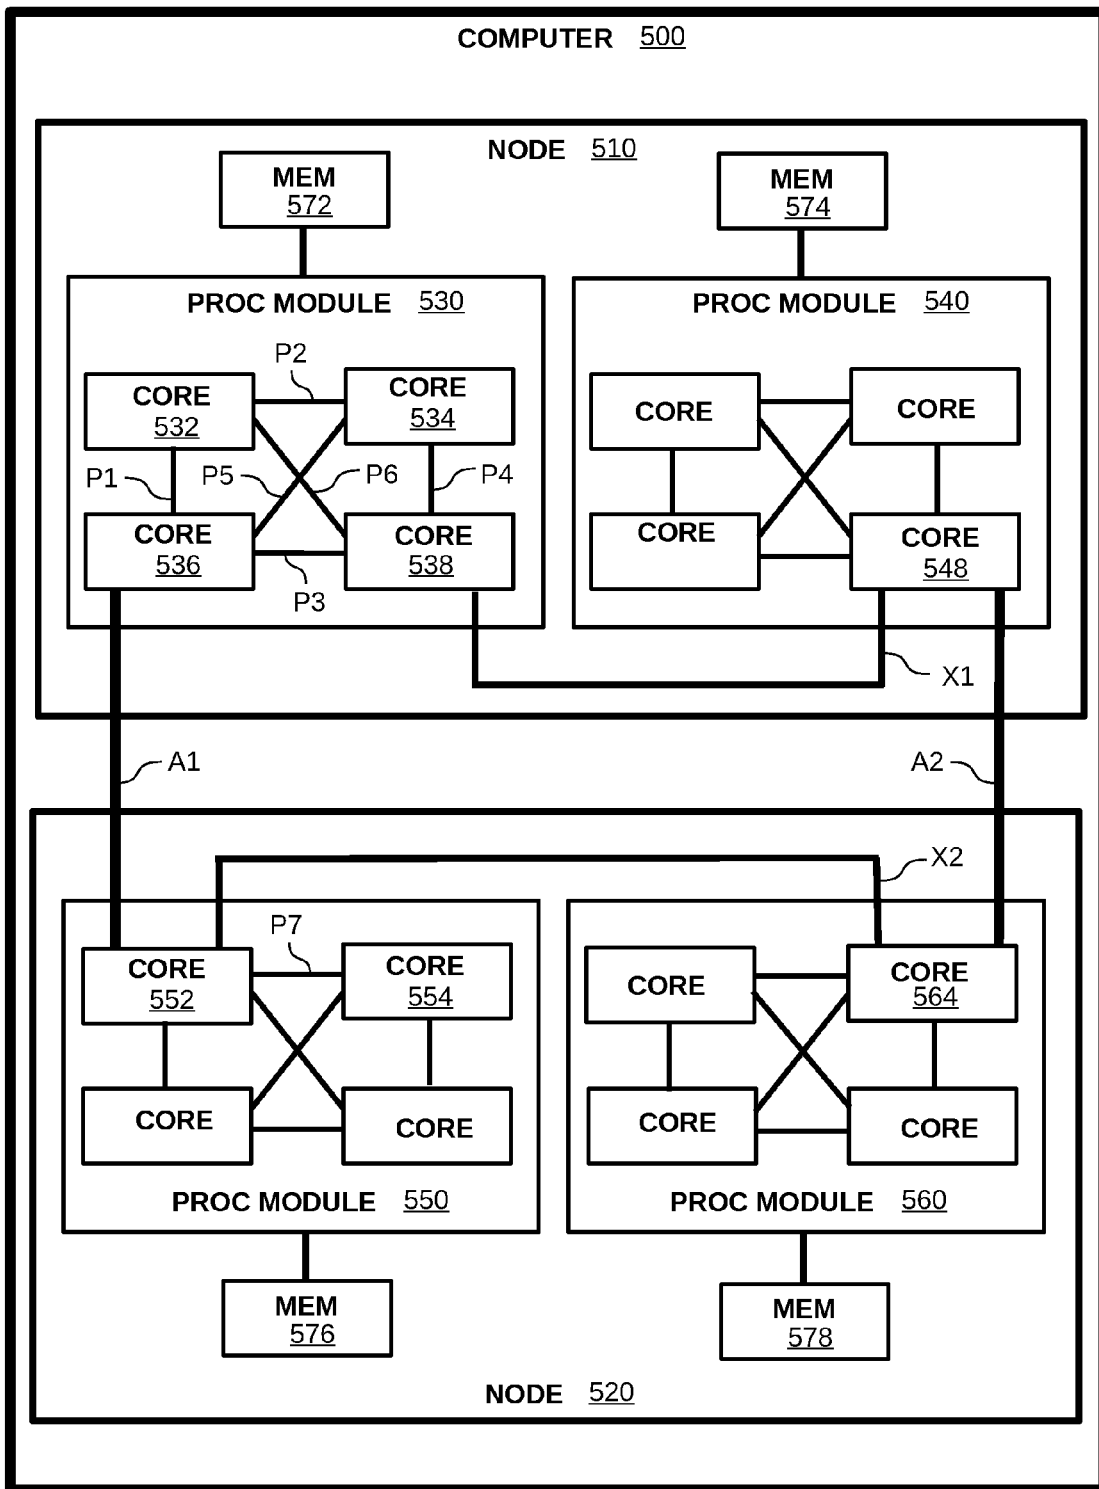 COMPUTER 500
NODE 510
MEM
572
MEM
574
PROC MODULE 530
PROC MODULE 540
P2
CORE
532
CORE
534
CORE
CORE
P1
P5
P6
P4
CORE
536
CORE
538
CORE
CORE
548
P3
X1
A1
A2
X2
P7
CORE
552
CORE
554
CORE
CORE
564
CORE
CORE
CORE
CORE
PROC MODULE 550
PROC MODULE 560
MEM
576
MEM
578
NODE 520